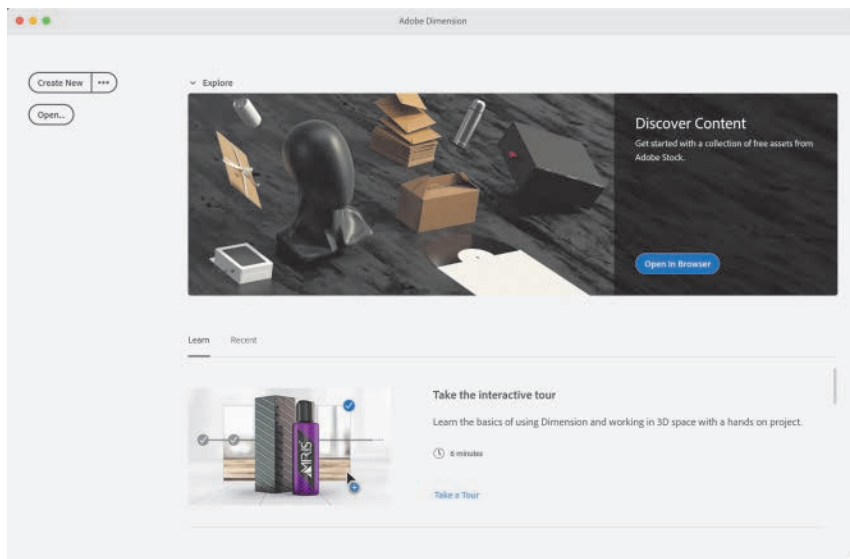 Adobe Dimension
Create New
Open...
Explore
Discover Content
Get started with a collection of free assets from
Adobe Stock.
Open in Browser
Learn Recent
Take the interactive tour
Learn the basics of using Dimension and working in 3D space with a hands on project.
6 minutes
Take a Tour
MRIS